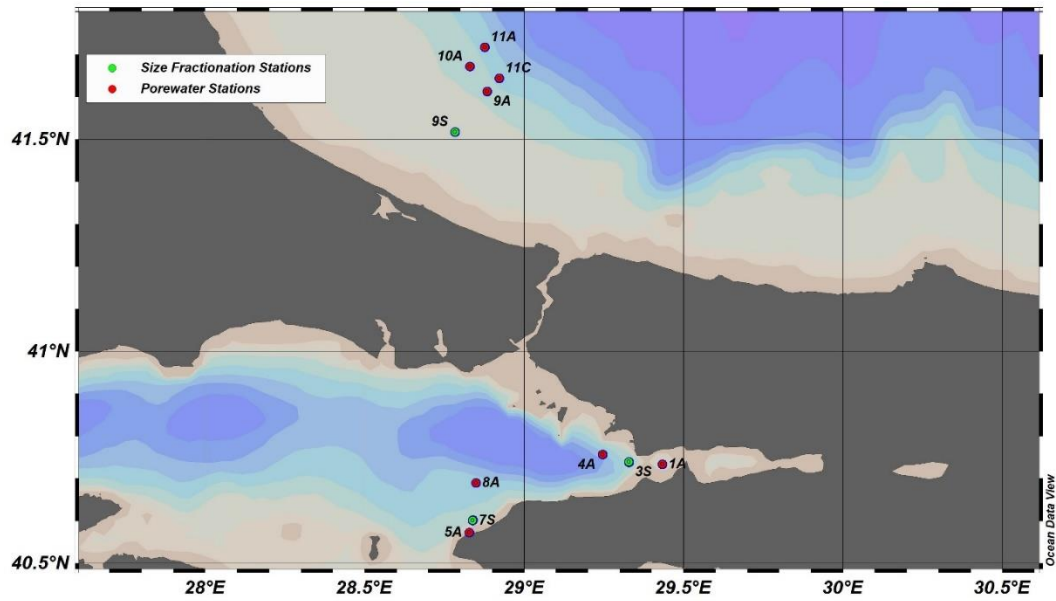 11A
10A
11C
9A
9S
Size Fractionation Stations
Porewater Stations
41.5°N
41°N
40.5°N
4A
3S
1A
8A
7S
5A
28°E
28.5°E
29°E
29.5°E
30°E
30.5°E
Ocean Data View